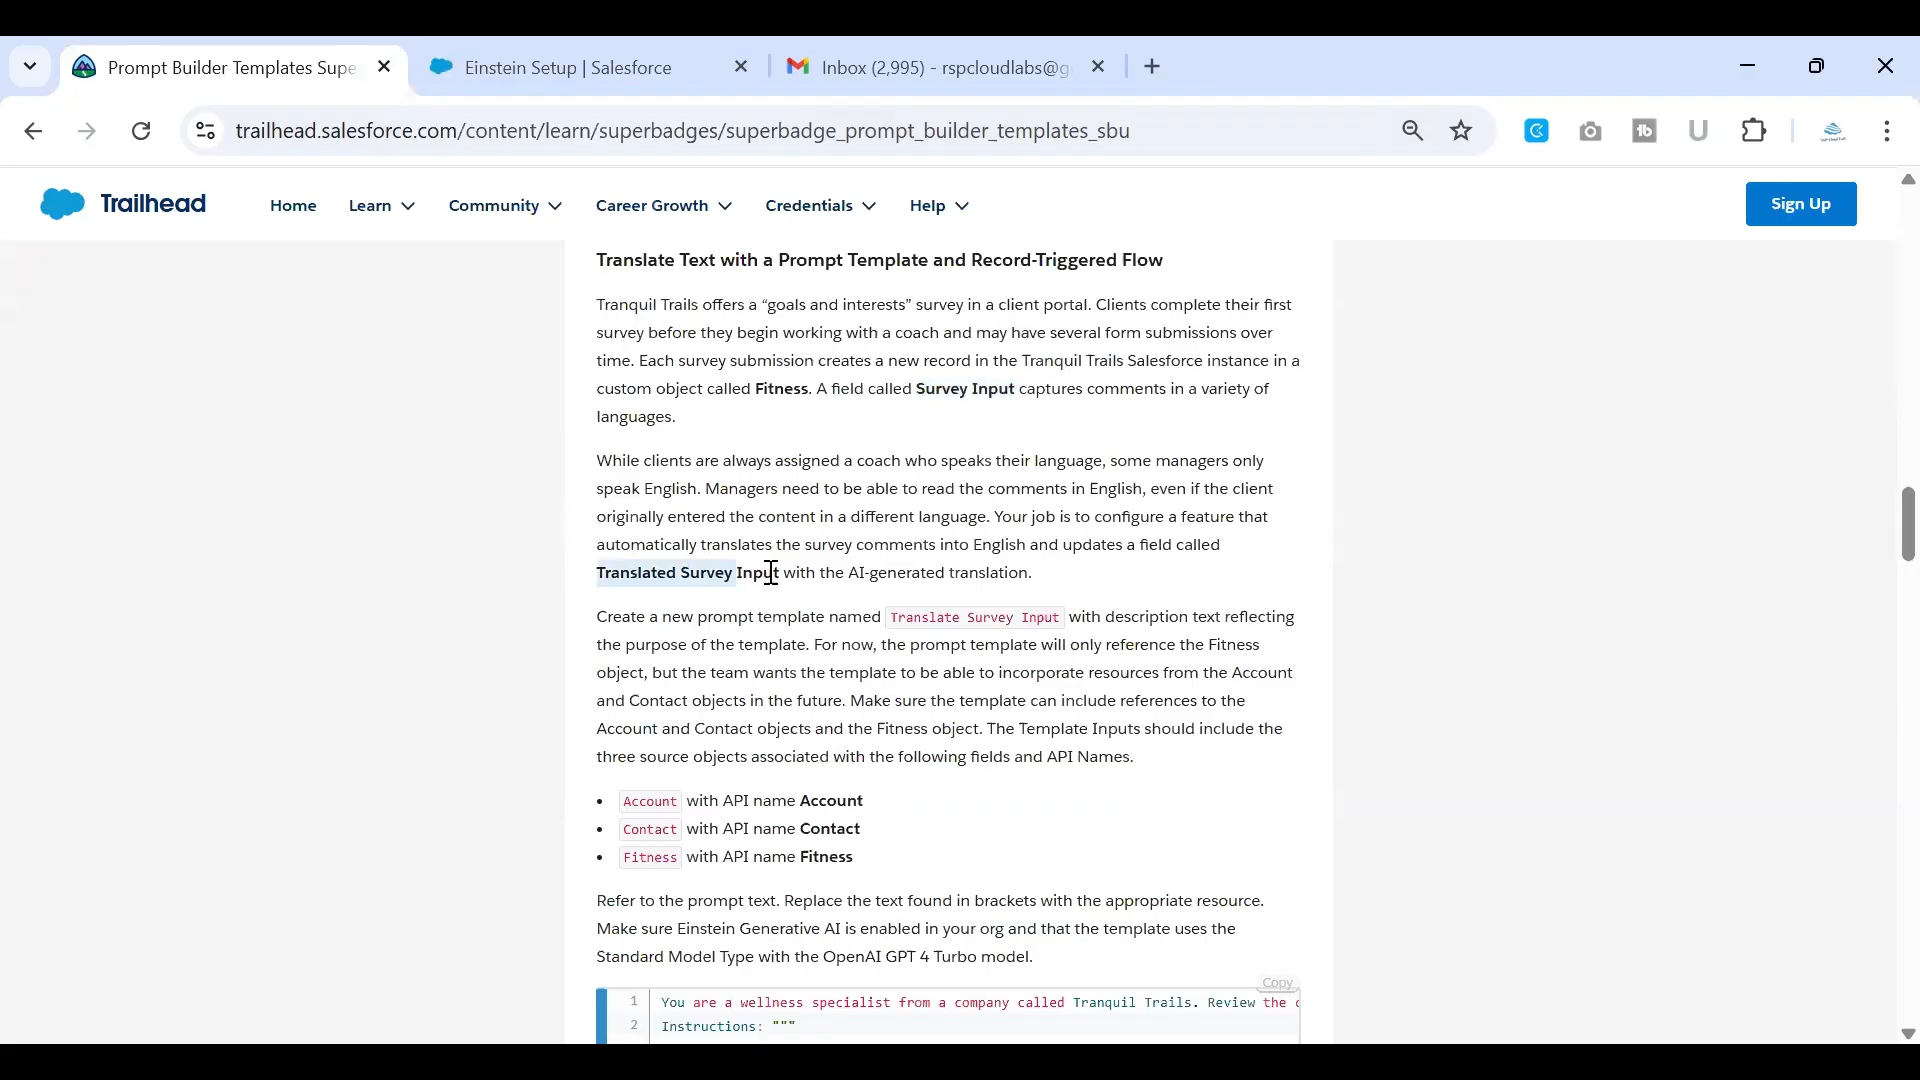 Prompt Builder Templates Supe
Einstein Setup | Salesforce
Inbox (2,995) - rspcloudlabs@g
trailhead.salesforce.com/content/learn/superbadges/superbadge_prompt_builder_templates_sbu
Trailhead
Home
Learn
Community
Career Growth
Credentials
Help
Sign Up
Translate Text with a Prompt Template and Record-Triggered Flow
Tranquil Trails offers a “goals and interests” survey in a client portal. Clients complete their first
survey before they begin working with a coach and may have several form submissions over
time. Each survey submission creates a new record in the Tranquil Trails Salesforce instance in a
custom object called Fitness. A field called Survey Input captures comments in a variety of
languages.
While clients are always assigned a coach who speaks their language, some managers only
speak English. Managers need to be able to read the comments in English, even if the client
originally entered the content in a different language. Your job is to configure a feature that
automatically translates the survey comments into English and updates a field called
Translated Survey Input with the AI-generated translation.
Create a new prompt template named Translate Survey Input with description text reflecting
the purpose of the template. For now, the prompt template will only reference the Fitness
object, but the team wants the template to be able to incorporate resources from the Account
and Contact objects in the future. Make sure the template can include references to the
Account and Contact objects and the Fitness object. The Template Inputs should include the
three source objects associated with the following fields and API Names.
• Account with API name Account
• Contact with API name Contact
• Fitness with API name Fitness
Refer to the prompt text. Replace the text found in brackets with the appropriate resource.
Make sure Einstein Generative AI is enabled in your org and that the template uses the
Standard Model Type with the OpenAI GPT 4 Turbo model.
Copy
1 You are a wellness specialist from a company called Tranquil Trails. Review the
2 Instructions: """